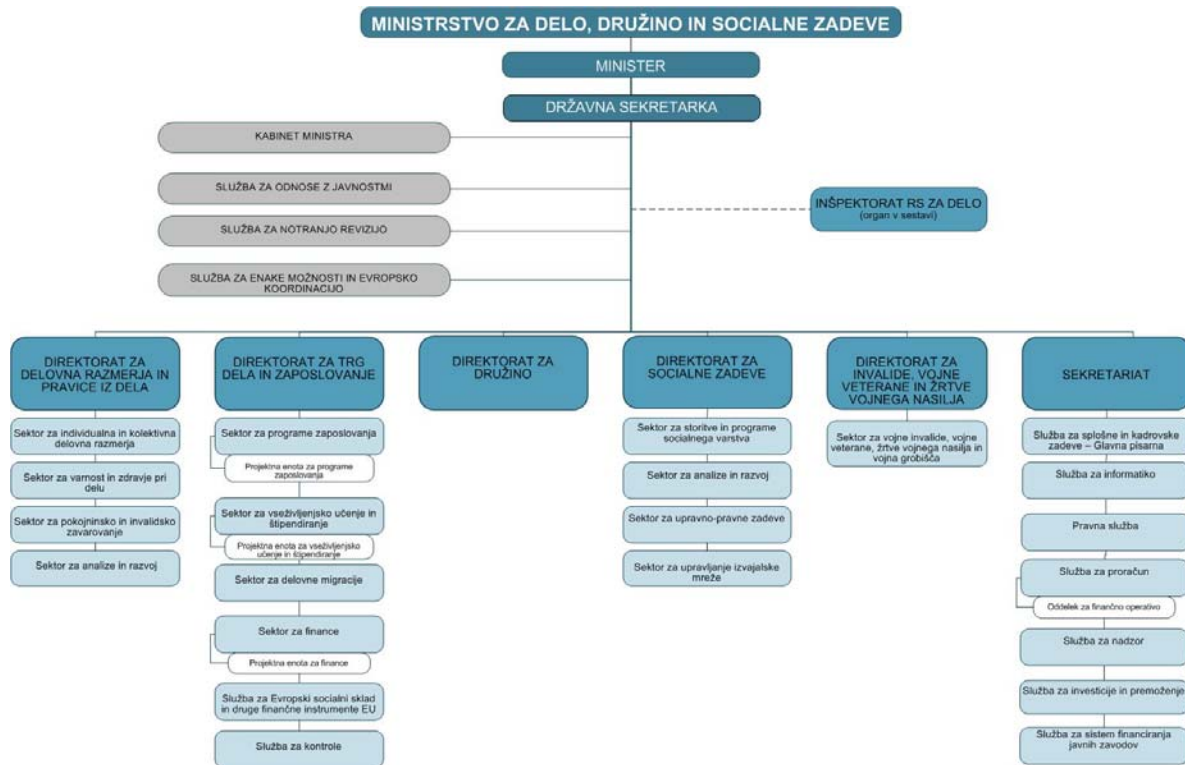 MINISTRSTVO ZA DELO, DRUŽINO IN SOCIALNE ZADEVE
MINISTER
DRŽAVNA SEKRETARKA
KABINET MINISTRA
SLUŽBA ZA ODNOSE Z JAVNOSTMI
SLUŽBA ZA NOTRANJO REVIZIJO
SLUŽBA ZA ENAKE MOŽNOSTI IN EVROPSKO
KOORDINACIJO
INŠPEKTORAT RS ZA DELO
(organ v sestavi)
DIREKTORAT ZA
DELOVNA RAZMERJA IN
PRAVICE IZ DELA
Sektor za individualna in kolektivna
delovna razmerja
Sektor za varnost in zdravje pri
delu
Sektor za pokojninsko in invalidsko
zavarovanje
Sektor za analize in razvoj
DIREKTORAT ZA TRG
DELA IN ZAPOSLOVANJE
Sektor za programe zaposlovanja
Projektna enota za programe
zaposlovanja
Sektor za vseživljenjsko učenje in
štipendiranje
Projektna enota za vseživljenjsko
učenje in štipendiranje
Sektor za delovne migracije
Sektor za finance
Projektna enota za finance
Služba za Evropski socialni sklad
in druge finančne instrumente EU
Služba za kontrole
DIREKTORAT ZA
DRUŽINO
DIREKTORAT ZA
SOCIALNE ZADEVE
Sektor za storitve in programe
socialnega varstva
Sektor za analize in razvoj
Sektor za upravno-pravne zadeve
Sektor za upravljanje izvajalske
mreže
DIREKTORAT ZA
INVALIDE, VOJNE
VETERANE IN ŽRTVE
VOJNEGA NASILJA
Sektor za vojne invalide, vojne
veterane, žrtve vojnega nasilja in
vojna grobišča
SEKRETARIAT
Služba za splošne in kadrovske
zadeve – Glavna pisarna
Služba za informatiko
Pravna služba
Služba za proračun
Oddelek za finančno operativo
Služba za nadzor
Služba za investicije in premoženje
Služba za sistem financiranja
javnih zavodov